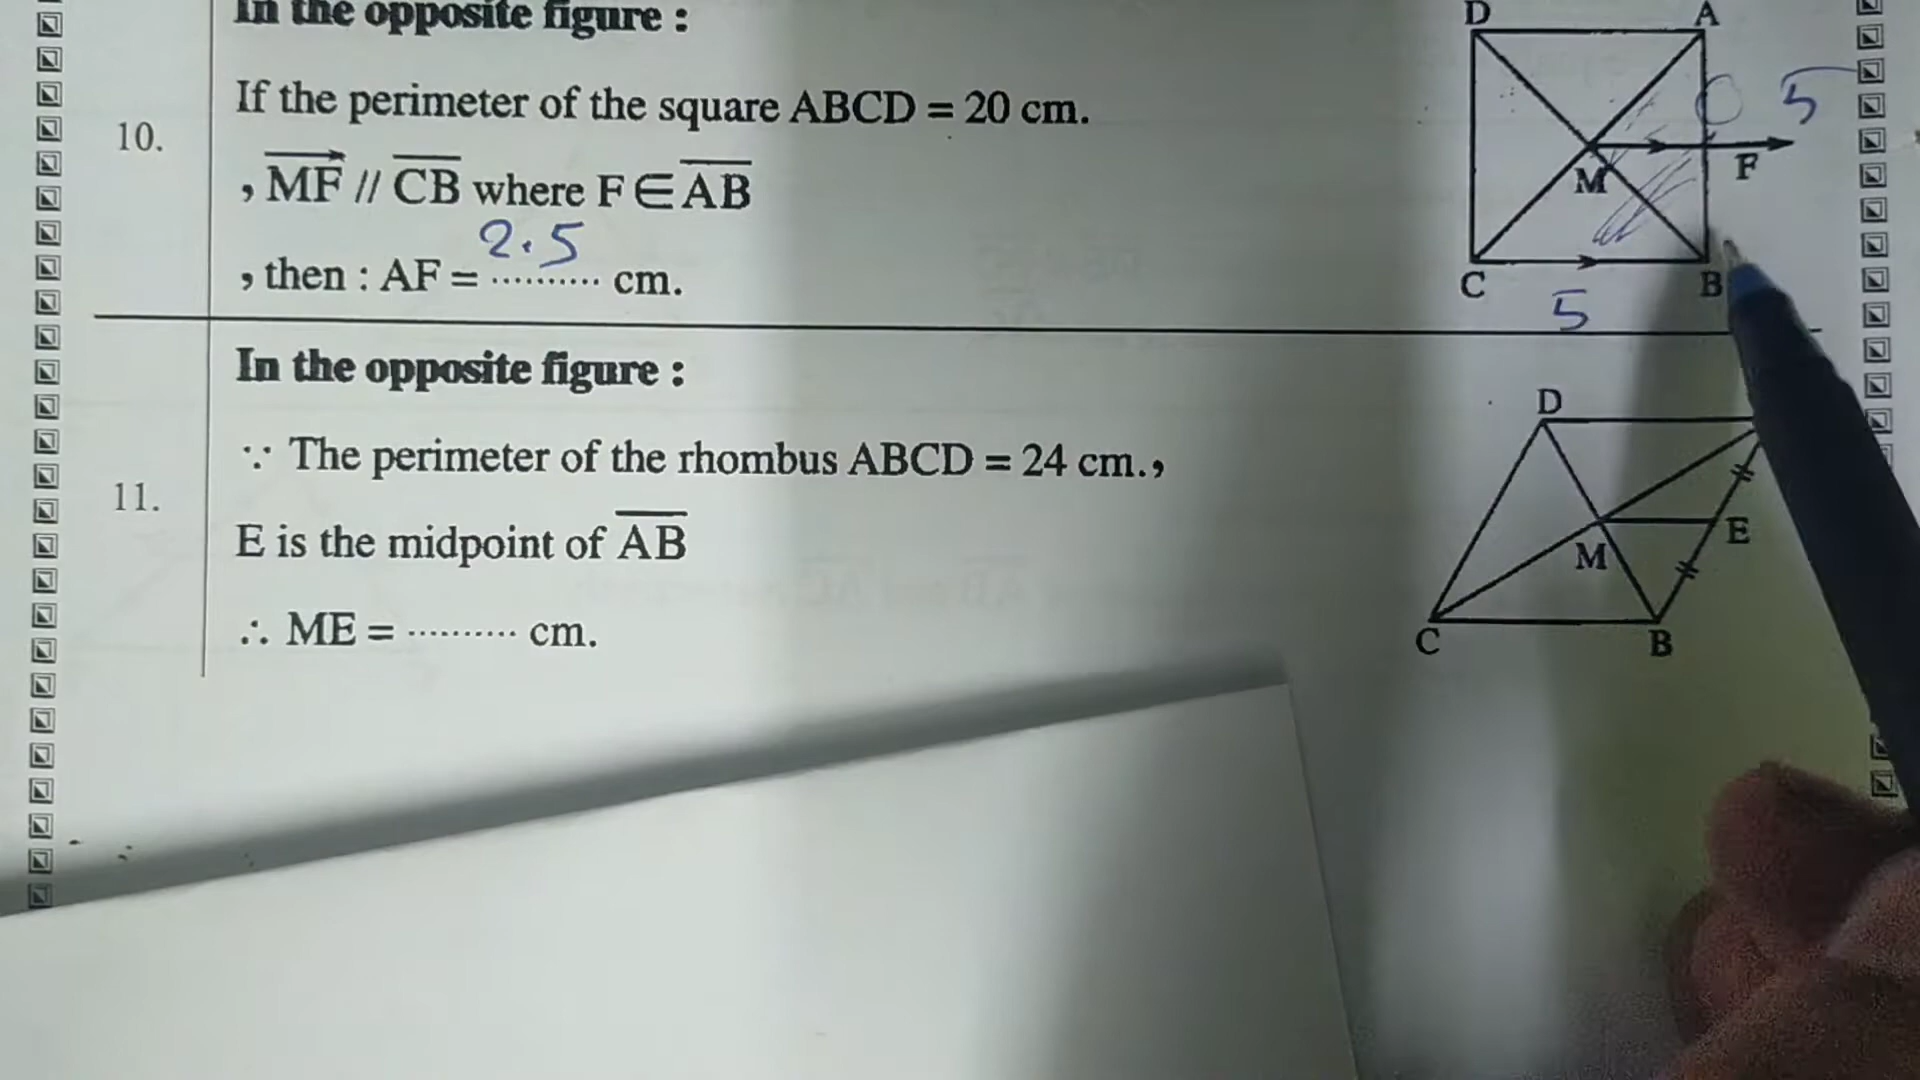 In the opposite figure :
10.
If the perimeter of the square ABCD = 20 cm.
, MF // CB where F ∈ AB
2.5
, then : AF = .......... cm.
D A
5
M F
C B
5
11.
In the opposite figure :
∵ The perimeter of the rhombus ABCD = 24 cm.,
E is the midpoint of AB
∴ ME = .......... cm.
D
E
M
C B